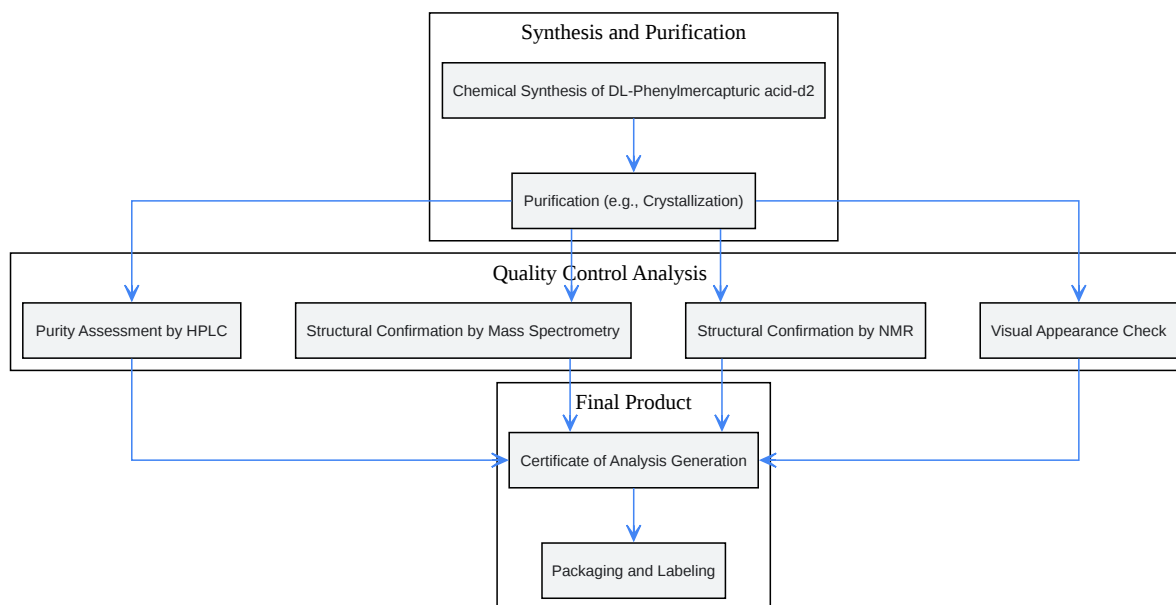 Synthesis and Purification
Chemical Synthesis of DL-Phenylmercapturic acid-d2
Purification (e.g., Crystallization)
Quality Control Analysis
Purity Assessment by HPLC
Structural Confirmation by Mass Spectrometry
Structural Confirmation by NMR
Visual Appearance Check
Final Product
Certificate of Analysis Generation
Packaging and Labeling